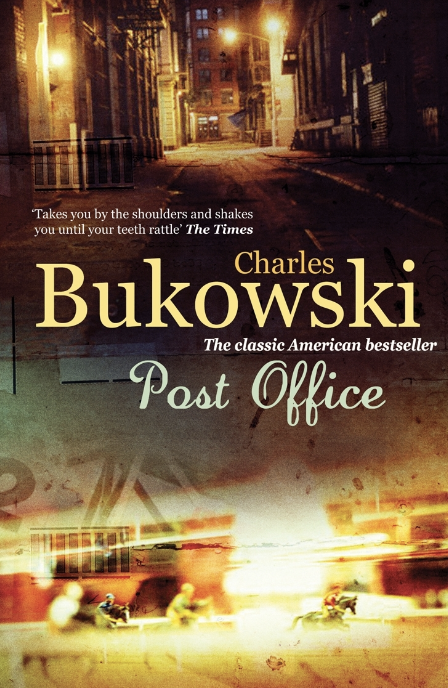 ‘Takes you by the shoulders and shakes
you until your teeth rattle’ The Times
Charles
Bukowski
The classic American bestseller
Post Office